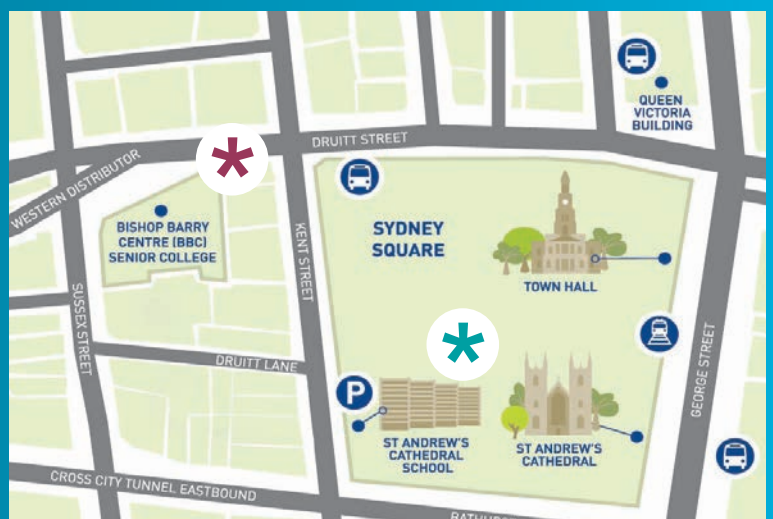 QUEEN
VICTORIA
BUILDING
DRUITT STREET
WESTERN DISTRIBUTOR
BISHOP BARRY
CENTRE (BBC)
SENIOR COLLEGE
KENT STREET
SYDNEY
SQUARE
TOWN HALL
SUSSEX STREET
DRUITT LANE
GEORGE STREET
P
ST ANDREW'S
CATHEDRAL
SCHOOL
ST ANDREW'S
CATHEDRAL
CROSS CITY TUNNEL EASTBOUND